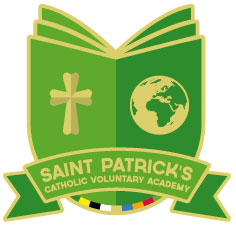 SAINT PATRICK'S
CATHOLIC VOLUNTARY ACADEMY